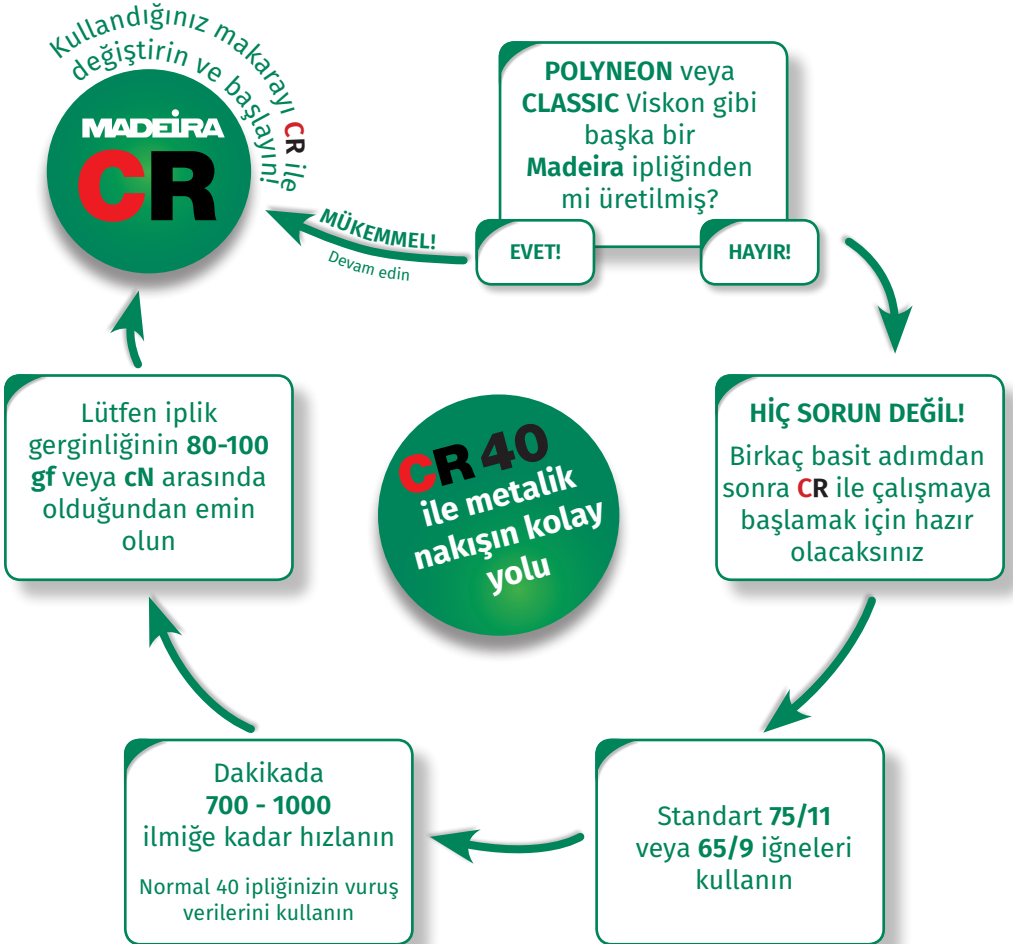 Kullandığınız makarayı CR ile
değiştirin ve başlayın!
MADEİRA
CR
POLYNEON veya
CLASSIC Viskon gibi
başka bir
Madeira ipliğinden
mi üretilmiş?
EVET!
HAYIR!
MÜKEMMEL!
Devam edin
HİÇ SORUN DEĞİL!
Birkaç basit adımdan
sonra CR ile çalışmaya
başlamak için hazır
olacaksınız
Standart 75/11
veya 65/9 iğneleri
kullanın
Dakikada
700 - 1000
ilmiğe kadar hızlanın
Normal 40 ipliğinizin vuruş
verilerini kullanın
Lütfen iplik
gerginliğinin 80-100
gf veya cN arasında
olduğundan emin
olun
CR 40
ile metalik
nakışın kolay
yolu